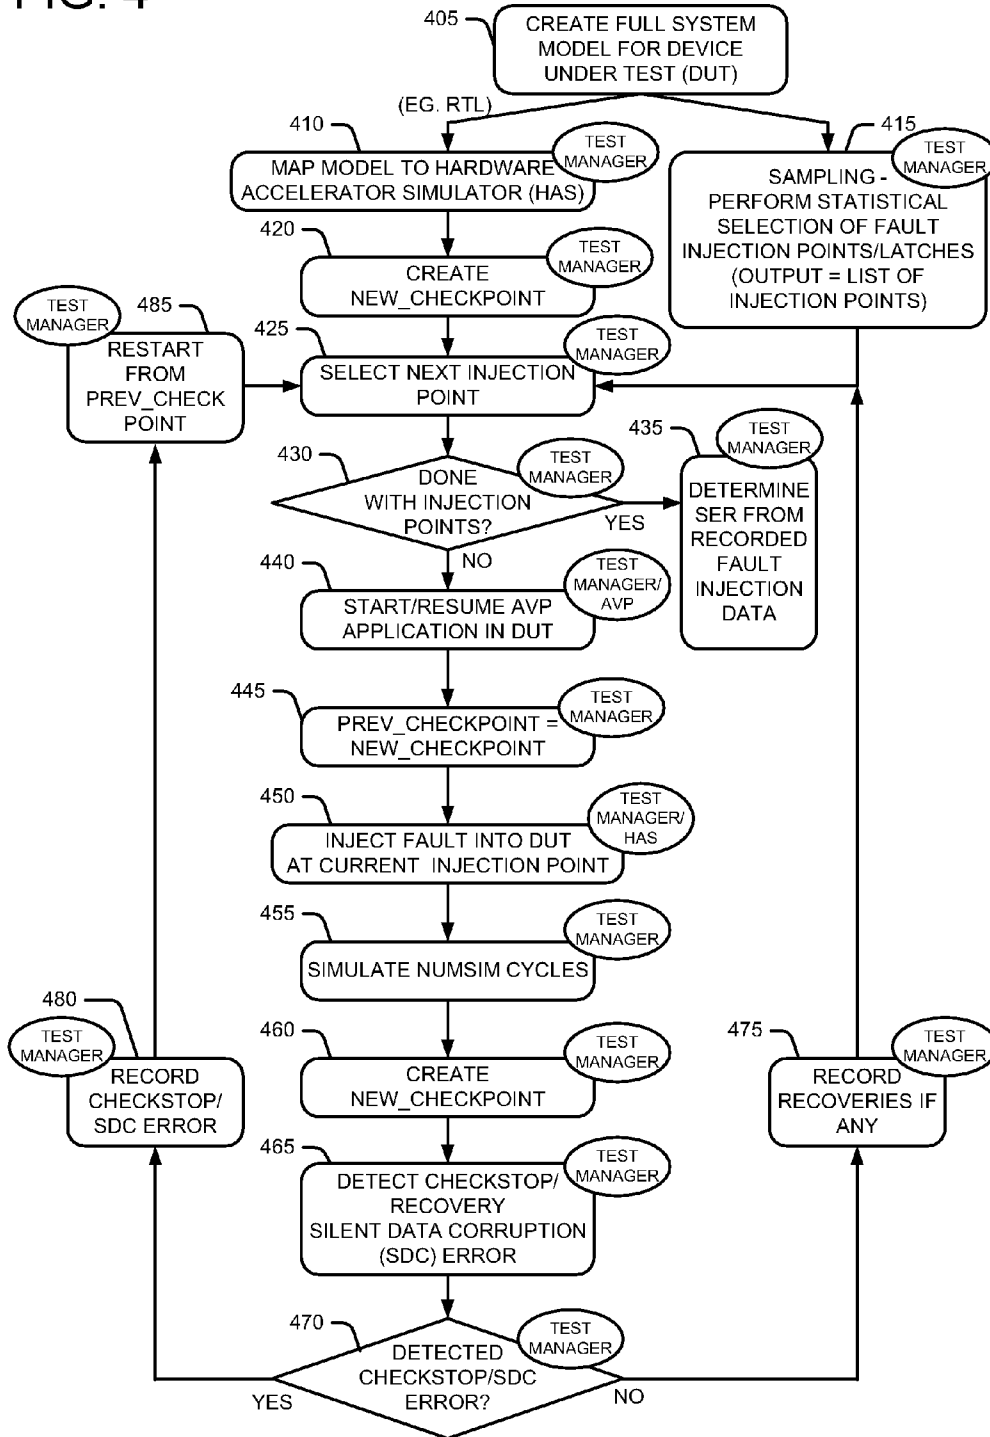 FIG. 4
405
CREATE FULL SYSTEM
MODEL FOR DEVICE
UNDER TEST (DUT)
(EG. RTL)
410
TEST
MANAGER
MAP MODEL TO HARDWARE
ACCELERATOR SIMULATOR (HAS)
415
TEST
MANAGER
SAMPLING -
PERFORM STATISTICAL
SELECTION OF FAULT
INJECTION POINTS/LATCHES
(OUTPUT = LIST OF
INJECTION POINTS)
420
TEST
MANAGER
CREATE
NEW_CHECKPOINT
TEST
MANAGER
485
RESTART
FROM
PREV_CHECK
POINT
425
TEST
MANAGER
SELECT NEXT INJECTION
POINT
430
TEST
MANAGER
DONE
WITH INJECTION
POINTS?
YES
NO
435
TEST
MANAGER
DETERMINE
SER FROM
RECORDED
FAULT
INJECTION
DATA
440
TEST
MANAGER/
AVP
START/RESUME AVP
APPLICATION IN DUT
445
TEST
MANAGER
PREV_CHECKPOINT =
NEW_CHECKPOINT
450
TEST
MANAGER/
HAS
INJECT FAULT INTO DUT
AT CURRENT INJECTION POINT
455
TEST
MANAGER
SIMULATE NUMSIM CYCLES
480
TEST
MANAGER
RECORD
CHECKSTOP/
SDC ERROR
460
TEST
MANAGER
CREATE
NEW_CHECKPOINT
475
TEST
MANAGER
RECORD
RECOVERIES IF
ANY
465
TEST
MANAGER
DETECT CHECKSTOP/
RECOVERY
SILENT DATA CORRUPTION
(SDC) ERROR
470
TEST
MANAGER
DETECTED
CHECKSTOP/SDC
ERROR?
YES
NO